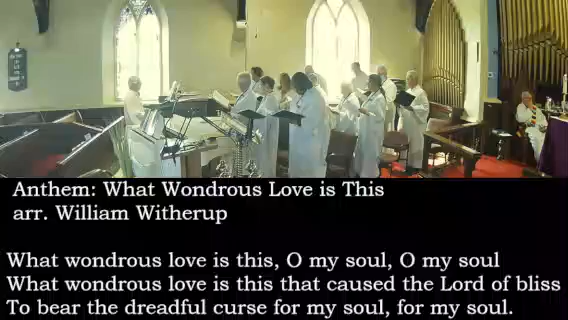 Anthem: What Wondrous Love is This
arr. William Witherup
What wondrous love is this, O my soul, O my soul
What wondrous love is this that caused the Lord of bliss
To bear the dreadful curse for my soul, for my soul.